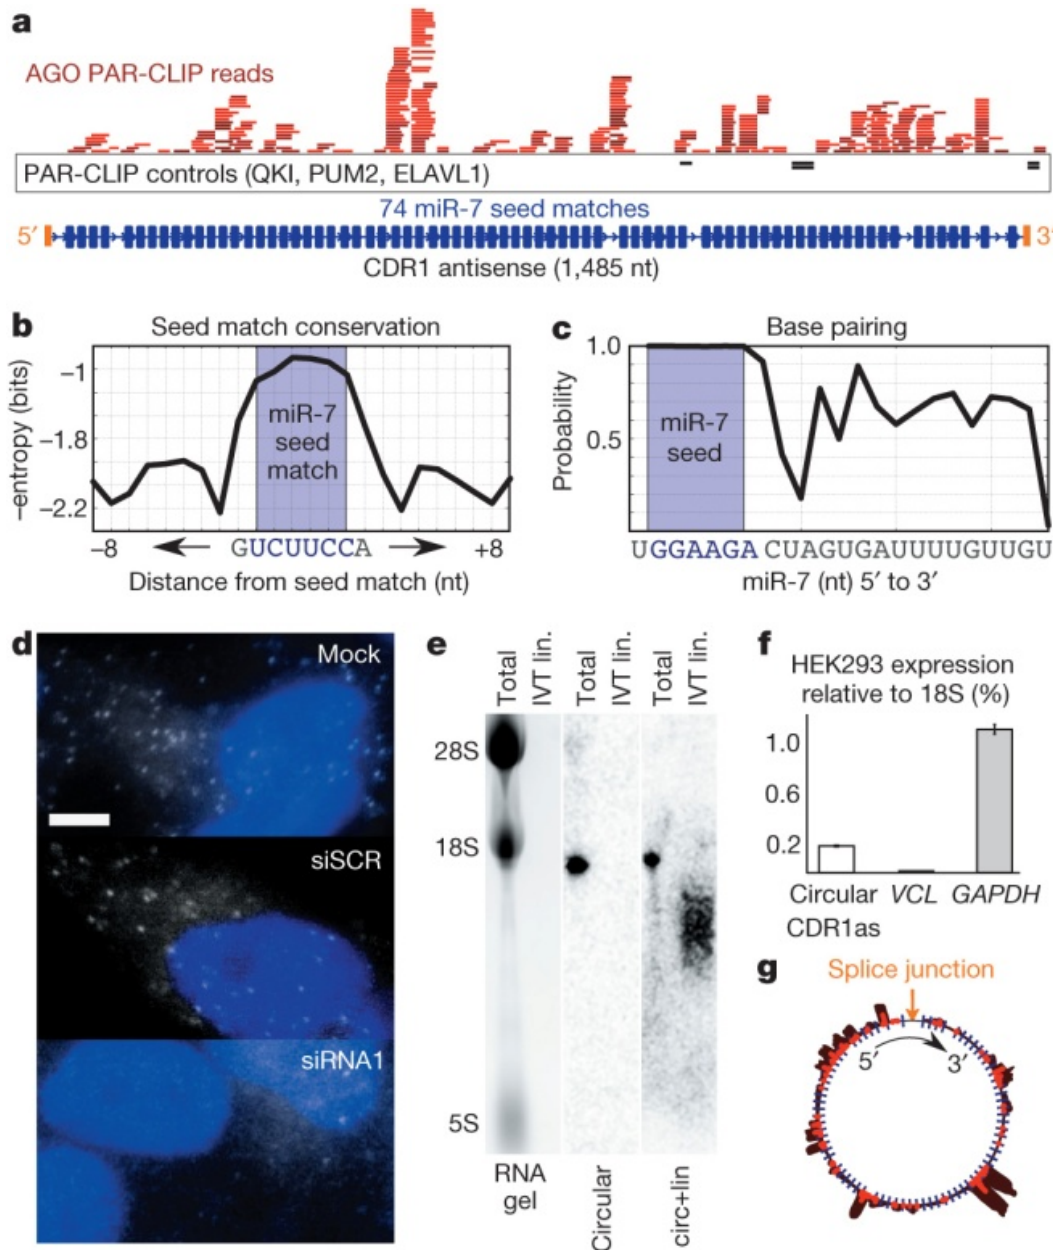 a
AGO PAR-CLIP reads
PAR-CLIP controls (QKI, PUM2, ELAVL1)
74 miR-7 seed matches
5′ 3′
CDR1 antisense (1,485 nt)
b
Seed match conservation
–entropy (bits)
–1
–1.8
–2.2
miR-7
seed
match
–8 GUCUUCCA +8
Distance from seed match (nt)
c
Base pairing
Probability
1.0
0.5
miR-7
seed
UGGAAGACUAGUGAUUUUGUUGU
miR-7 (nt) 5′ to 3′
d
Mock
siSCR
siRNA1
e
Total IVT lin. Total IVT lin. Total IVT lin.
28S
18S
5S
RNA
gel
Circular
circ+lin
f
HEK293 expression
relative to 18S (%)
1.0
0.6
0.2
Circular VCL GAPDH
CDR1as
g
Splice junction
5′ 3′